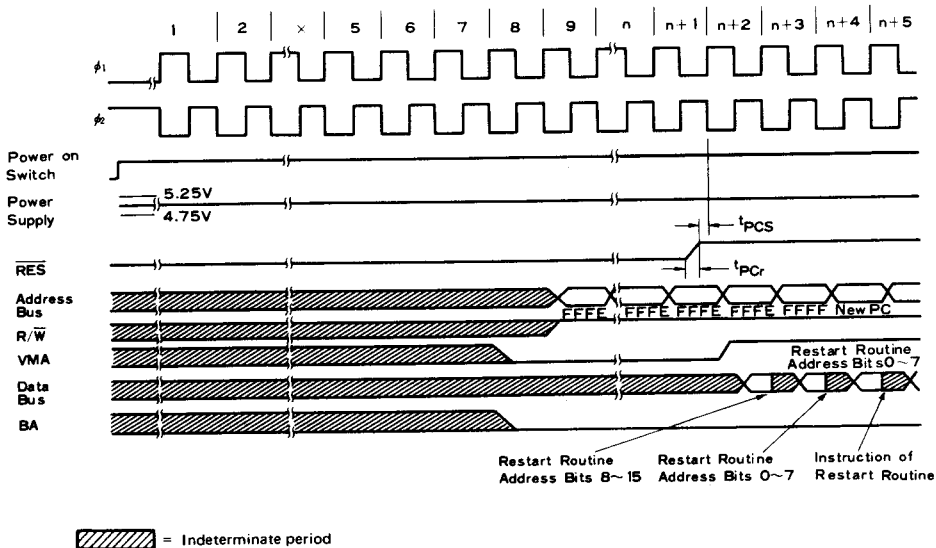 1 2 × 5 6 7 8 9 n n+1 n+2 n+3 n+4 n+5
ϕ1
ϕ2
Power on
Switch
5.25V
Power
Supply
4.75V
tPCS
RES
tPCr
Address
Bus
FFFE FFFE FFFE FFFE FFFF New PC
R/W
VMA
Restart Routine
Address Bits 0~7
Data
Bus
BA
Restart Routine
Address Bits 8~15
Restart Routine
Address Bits 0~7
Instruction of
Restart Routine
= Indeterminate period